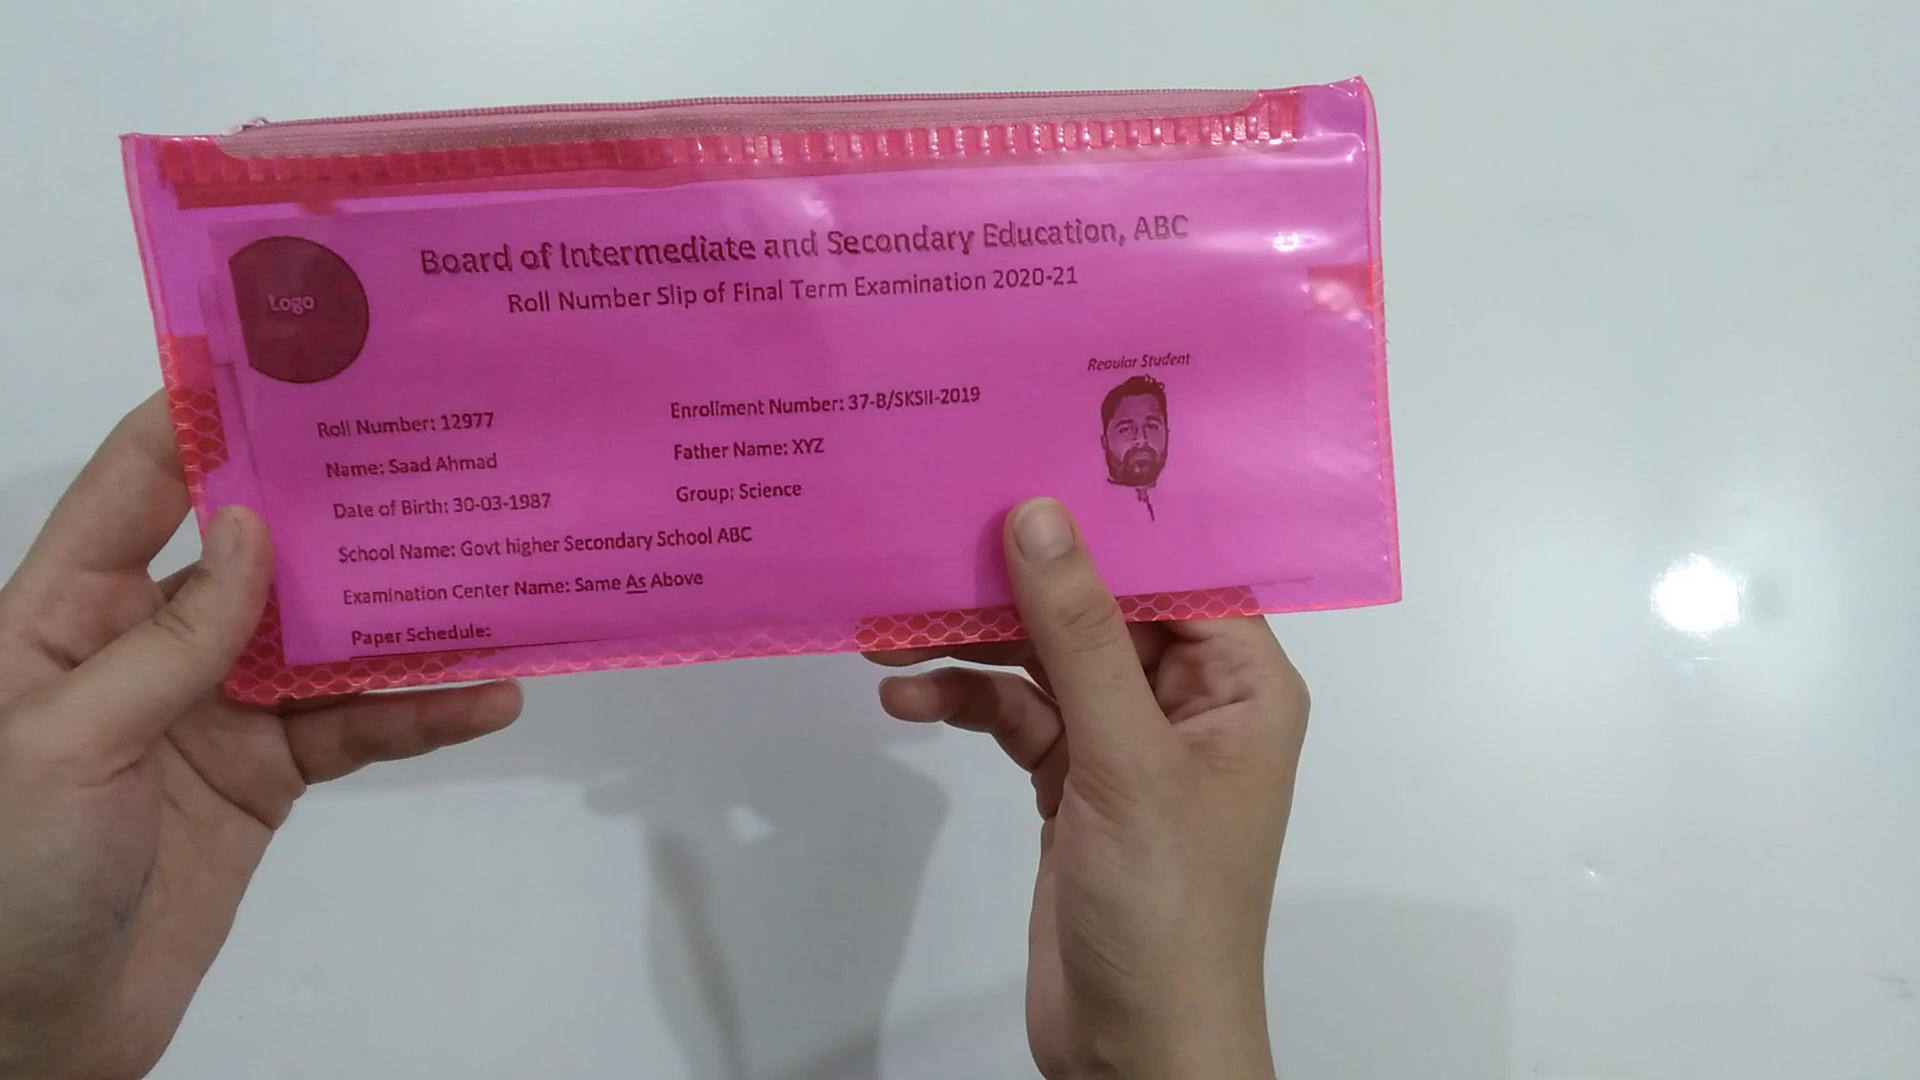 Logo
Board of Intermediate and Secondary Education, ABC
Roll Number Slip of Final Term Examination 2020-21
Regular Student
Roll Number: 12977
Enrollment Number: 37-B/SKSII-2019
Name: Saad Ahmad
Father Name: XYZ
Date of Birth: 30-03-1987
Group: Science
School Name: Govt higher Secondary School ABC
Examination Center Name: Same As Above
Paper Schedule: